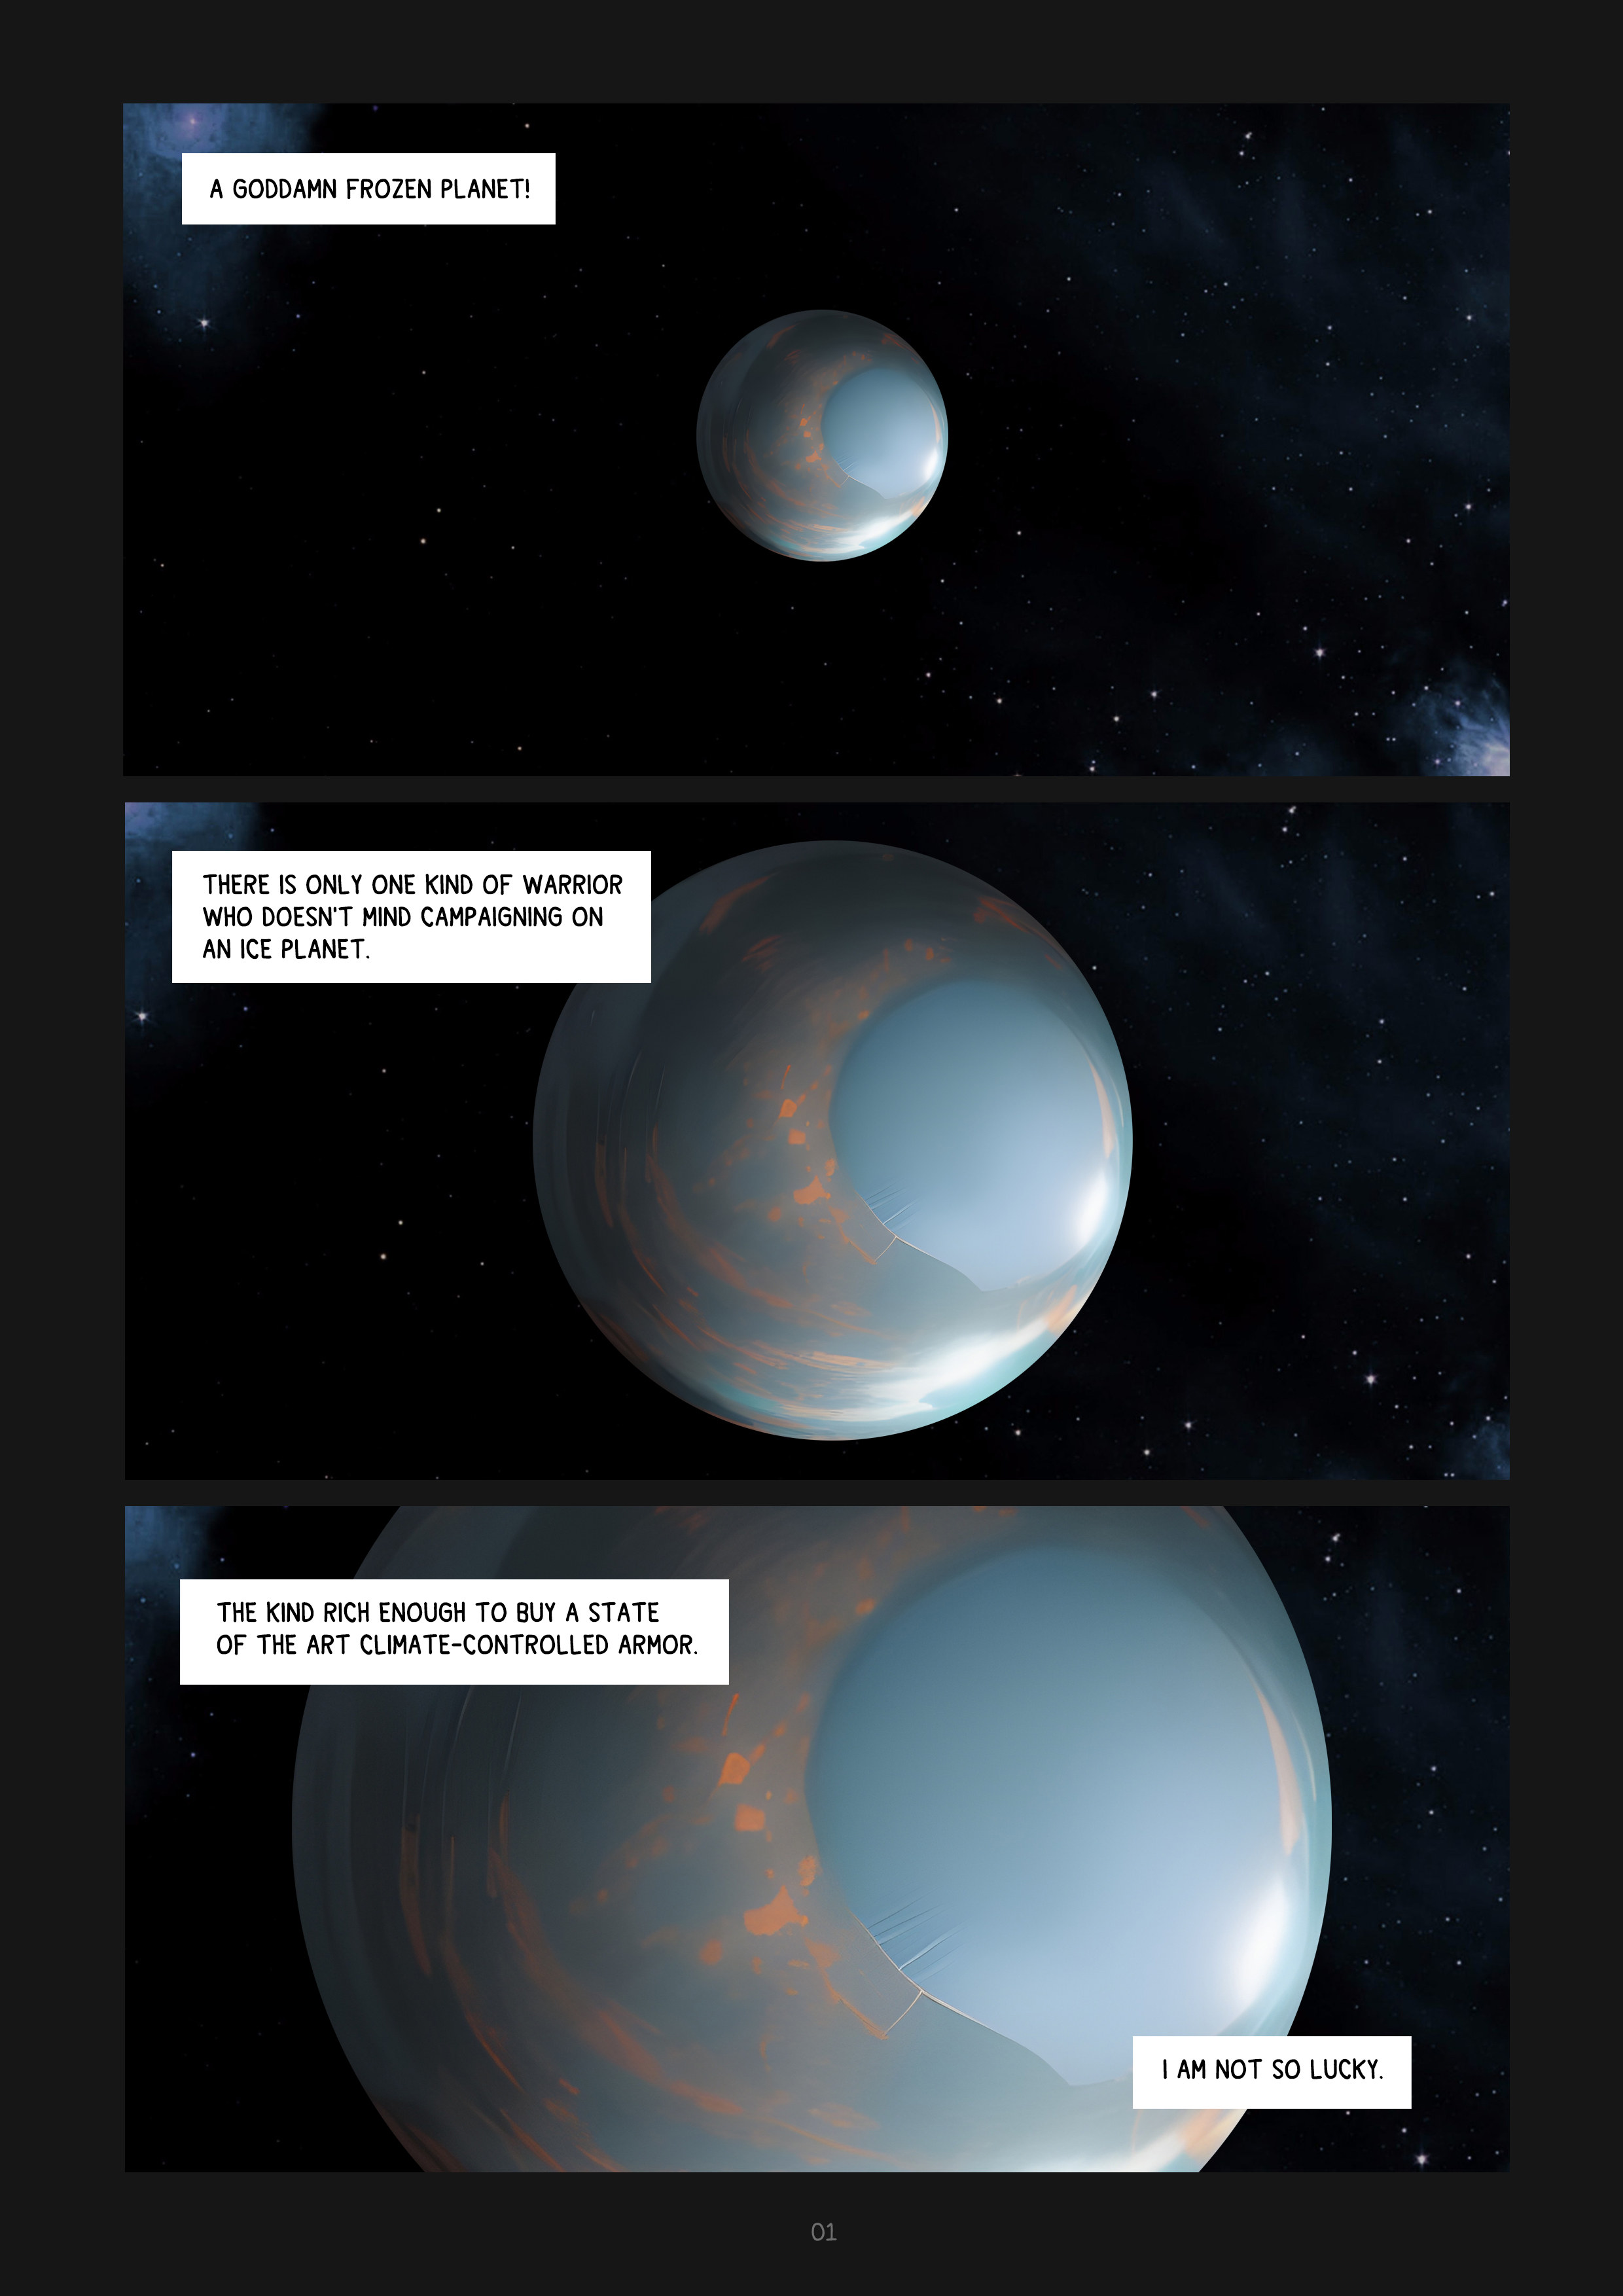 A GODDAMN FROZEN PLANET!
THERE IS ONLY ONE KIND OF WARRIOR
WHO DOESN'T MIND CAMPAIGNING ON
AN ICE PLANET.
THE KIND RICH ENOUGH TO BUY A STATE
OF THE ART CLIMATE-CONTROLLED ARMOR.
I AM NOT SO LUCKY.
01